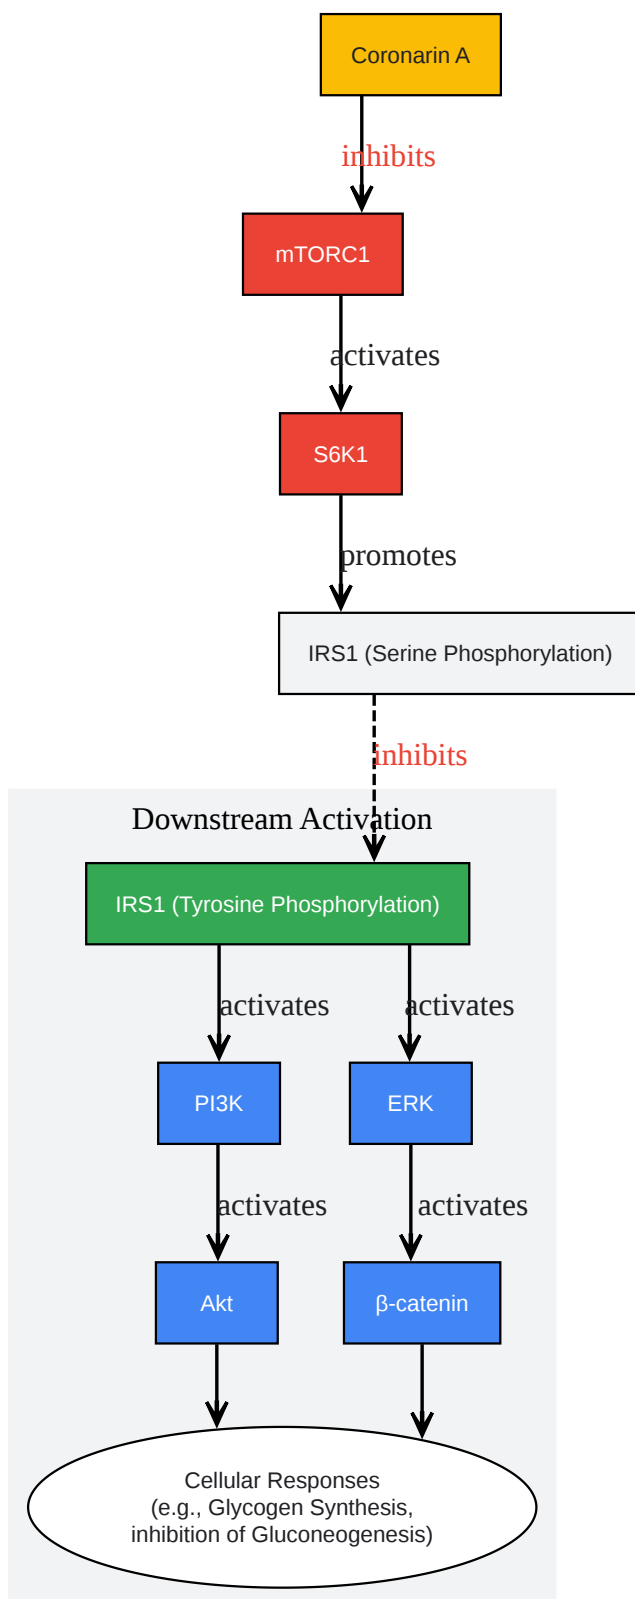 Coronarin A
inhibits
mTORC1
activates
S6K1
promotes
IRS1 (Serine Phosphorylation)
inhibits
Downstream Activation
IRS1 (Tyrosine Phosphorylation)
activates
activates
PI3K
ERK
activates
activates
Akt
β-catenin
Cellular Responses
(e.g., Glycogen Synthesis,
inhibition of Gluconeogenesis)